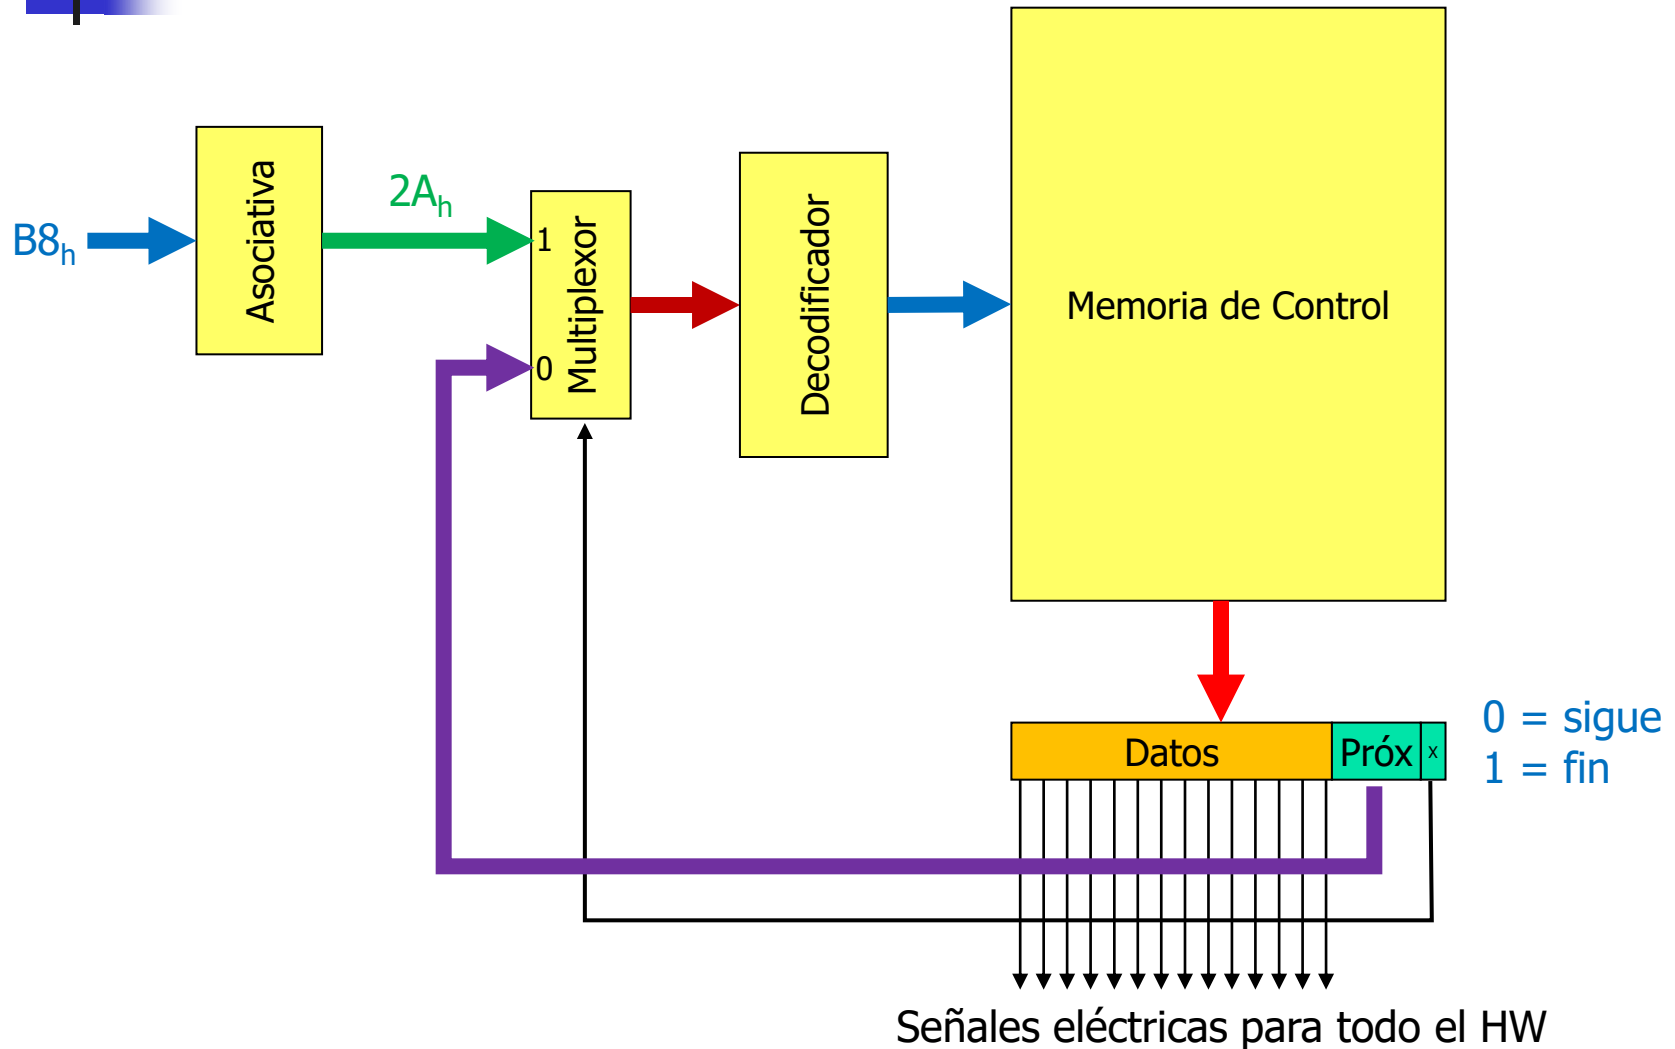 B8h
Asociativa
2Ah
1
0
Multiplexor
Decodificador
Memoria de Control
Datos
Próx
x
0 = sigue
1 = fin
Señales eléctricas para todo el HW